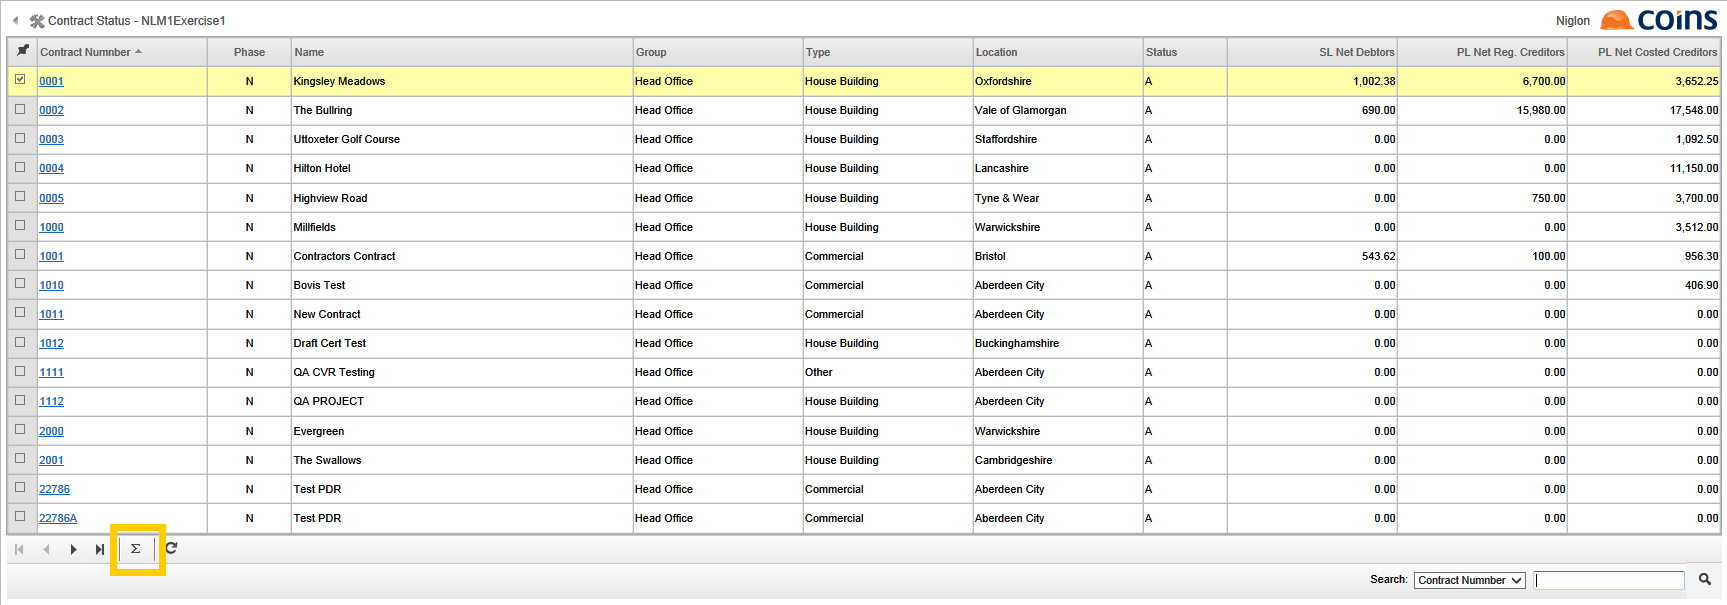 Contract Status - NLM1Exercise1 Niglon coins
Contract Numnber Phase Name Group Type Location Status SL Net Debtors PL Net Reg. Creditors PL Net Costed Creditors
0001 N Kingsley Meadows Head Office House Building Oxfordshire A 1,002.38 6,700.00 3,652.25
0002 N The Bullring Head Office House Building Vale of Glamorgan A 690.00 15,980.00 17,548.00
0003 N Uttoxeter Golf Course Head Office House Building Staffordshire A 0.00 0.00 1,092.50
0004 N Hilton Hotel Head Office House Building Lancashire A 0.00 0.00 11,150.00
0005 N Highview Road Head Office House Building Tyne & Wear A 0.00 750.00 3,700.00
1000 N Millfields Head Office House Building Warwickshire A 0.00 0.00 3,512.00
1001 N Contractors Contract Head Office Commercial Bristol A 543.62 100.00 956.30
1010 N Bovis Test Head Office Commercial Aberdeen City A 0.00 0.00 406.90
1011 N New Contract Head Office Commercial Aberdeen City A 0.00 0.00 0.00
1012 N Draft Cert Test Head Office House Building Buckinghamshire A 0.00 0.00 0.00
1111 N QA CVR Testing Head Office Other Aberdeen City A 0.00 0.00 0.00
1112 N QA PROJECT Head Office House Building Aberdeen City A 0.00 0.00 0.00
2000 N Evergreen Head Office House Building Warwickshire A 0.00 0.00 0.00
2001 N The Swallows Head Office House Building Cambridgeshire A 0.00 0.00 0.00
22786 N Test PDR Head Office Commercial Aberdeen City A 0.00 0.00 0.00
22786A N Test PDR Head Office Commercial Aberdeen City A 0.00 0.00 0.00
Σ
Search: Contract Numnber